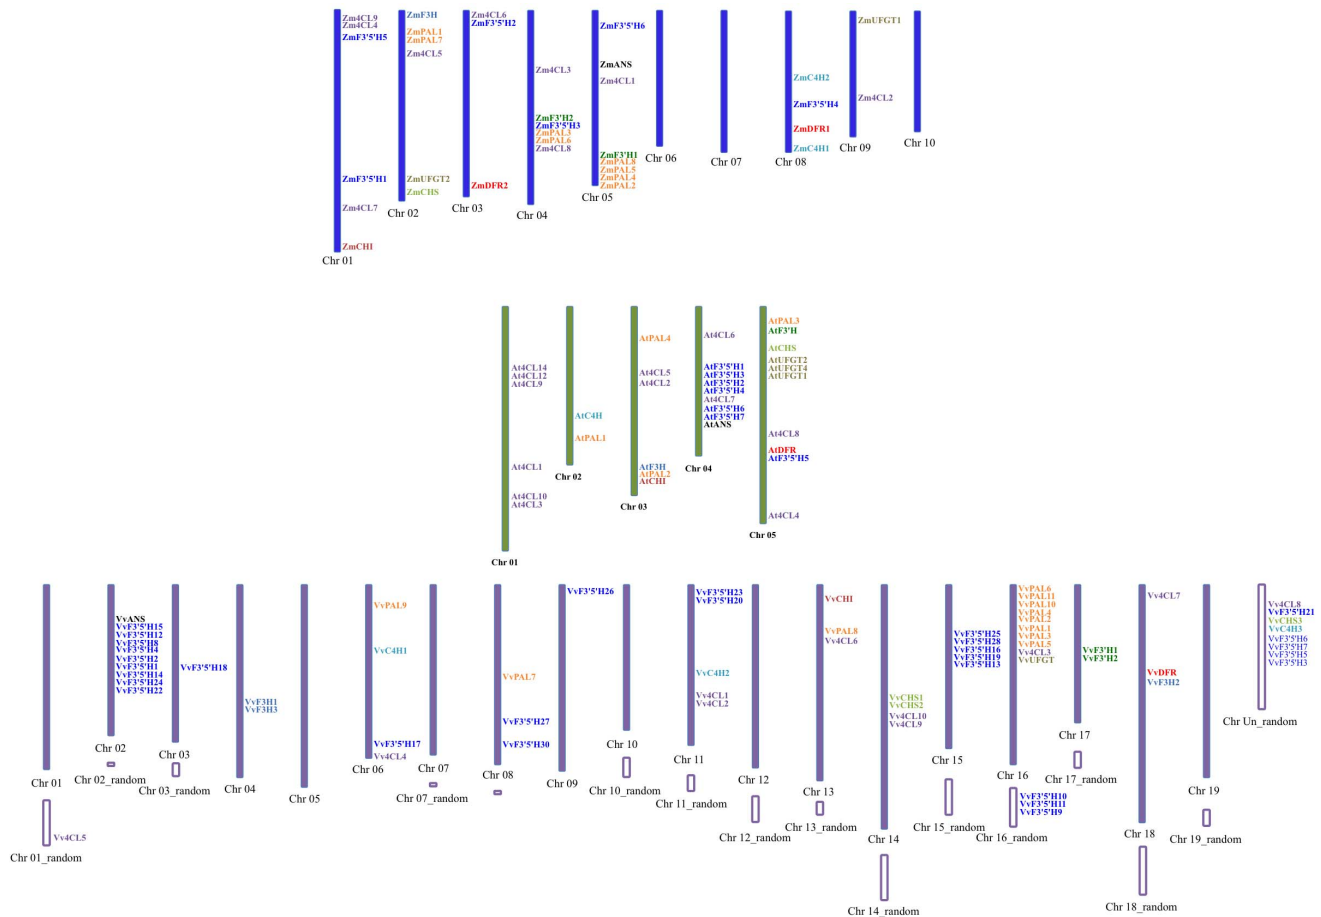 Zm4CL9
Zm4CL4
ZmF3'5'H5
ZmF3'5'H1
Zm4CL7
ZmCHI
Chr 01
ZmF3H
ZmPAL1
ZmPAL7
Zm4CL5
ZmUFGT2
ZmCHS
Chr 02
Zm4CL6
ZmF3'5'H2
ZmDFR2
Chr 03
Zm4CL3
ZmF3'H2
ZmF3'5'H3
ZmPAL3
ZmPAL6
Zm4CL8
Chr 04
ZmF3'5'H6
ZmANS
Zm4CL1
ZmF3'H1
ZmPAL8
ZmPAL5
ZmPAL4
ZmPAL2
Chr 05
Chr 06
Chr 07
ZmC4H2
ZmF3'5'H4
ZmDFR1
ZmC4H1
Chr 08
ZmUFGT1
Zm4CL2
Chr 09
Chr 10
At4CL14
At4CL12
At4CL9
At4CL1
At4CL10
At4CL3
Chr 01
AtC4H
AtPAL1
Chr 02
AtPAL4
At4CL5
At4CL2
AtF3H
AtPAL2
AtCHI
Chr 03
At4CL6
AtF3'5'H1
AtF3'5'H3
AtF3'5'H2
AtF3'5'H4
At4CL7
AtF3'5'H6
AtF3'5'H7
AtANS
Chr 04
AtPAL3
AtF3'H
AtCHS
AtUFGT2
AtUFGT4
AtUFGT1
At4CL8
AtDFR
AtF3'5'H5
At4CL4
Chr 05
Chr 01
Vv4CL5
Chr 01_random
VvANS
VvF3'5'H15
VvF3'5'H12
VvF3'5'H8
VvF3'5'H4
VvF3'5'H2
VvF3'5'H1
VvF3'5'H14
VvF3'5'H24
VvF3'5'H22
Chr 02
Chr 02_random
VvF3'5'H18
Chr 03
Chr 03_random
VvF3H1
VvF3H3
Chr 04
Chr 05
VvPAL9
VvC4H1
VvF3'5'H17
Vv4CL4
Chr 06
Chr 07
Chr 07_random
VvPAL7
VvF3'5'H27
VvF3'5'H30
Chr 08
VvF3'5'H26
Chr 09
Chr 10
Chr 10_random
VvF3'5'H23
VvF3'5'H20
VvC4H2
Vv4CL1
Vv4CL2
Chr 11
Chr 11_random
Chr 12
Chr 12_random
VvCHI
VvPAL8
Vv4CL6
Chr 13
Chr 13_random
VvCHS1
VvCHS2
Vv4CL10
Vv4CL9
Chr 14
Chr 14_random
VvF3'5'H25
VvF3'5'H28
VvF3'5'H16
VvF3'5'H19
VvF3'5'H13
Chr 15
Chr 15_random
VvPAL6
VvPAL11
VvPAL10
VvPAL4
VvPAL2
VvPAL1
VvPAL3
VvPAL5
Vv4CL3
VvUFGT
Chr 16
VvF3'5'H10
VvF3'5'H11
VvF3'5'H9
Chr 16_random
VvF3'H1
VvF3'H2
Chr 17
Chr 17_random
Vv4CL7
VvDFR
VvF3H2
Chr 18
Chr 18_random
Chr 19
Chr 19_random
Vv4CL8
VvF3'5'H21
VvCHS3
VvC4H3
VvF3'5'H6
VvF3'5'H7
VvF3'5'H5
VvF3'5'H3
Chr Un_random